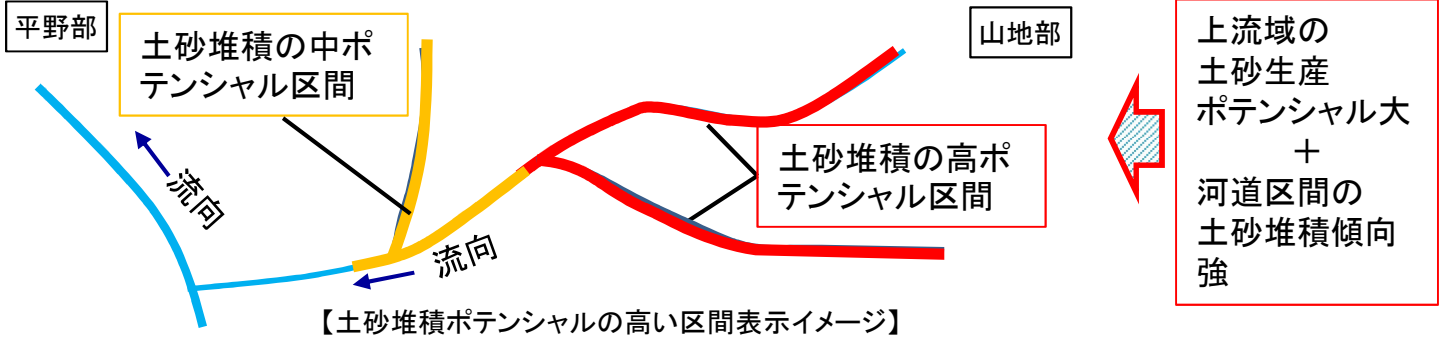 平野部
土砂堆積の中ポ
テンシャル区間
山地部
上流域の
土砂生産
ポテンシャル大
+
河道区間の
土砂堆積傾向
強
土砂堆積の高ポ
テンシャル区間
流向
流向
【土砂堆積ポテンシャルの高い区間表示イメージ】